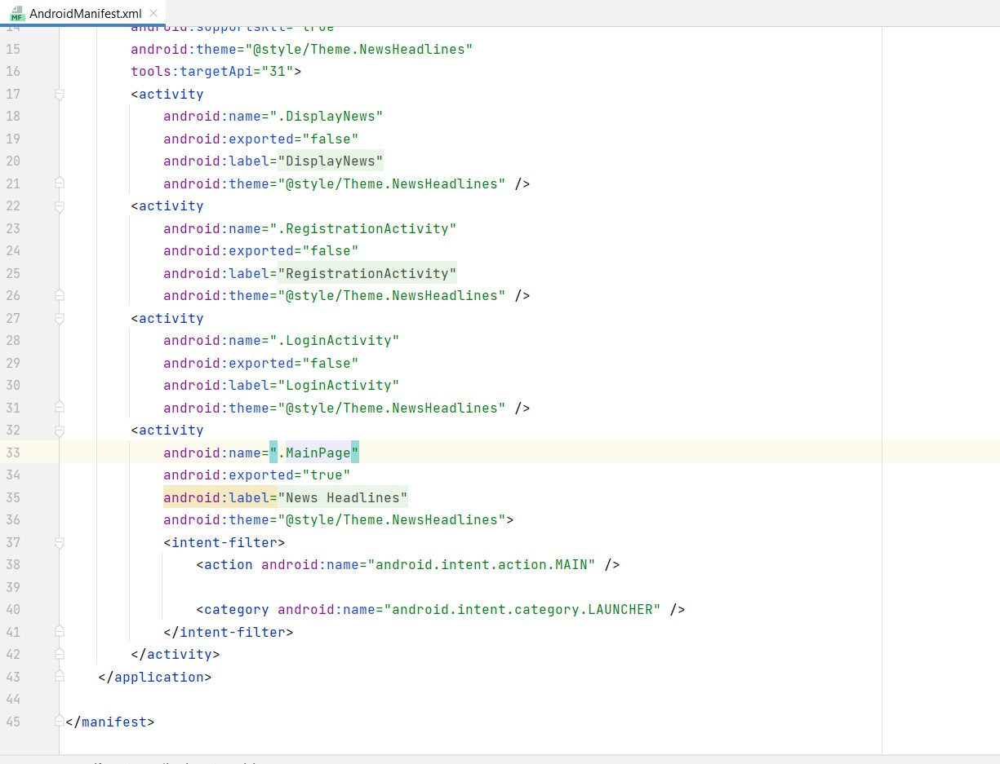 MF AndroidManifest.xml
14 android:supportsRtl="true"
15 android:theme="@style/Theme.NewsHeadlines"
16 tools:targetApi="31">
17 <activity
18 android:name=".DisplayNews"
19 android:exported="false"
20 android:label="DisplayNews"
21 android:theme="@style/Theme.NewsHeadlines" />
22 <activity
23 android:name=".RegistrationActivity"
24 android:exported="false"
25 android:label="RegistrationActivity"
26 android:theme="@style/Theme.NewsHeadlines" />
27 <activity
28 android:name=".LoginActivity"
29 android:exported="false"
30 android:label="LoginActivity"
31 android:theme="@style/Theme.NewsHeadlines" />
32 <activity
33 android:name=".MainPage"
34 android:exported="true"
35 android:label="News Headlines"
36 android:theme="@style/Theme.NewsHeadlines">
37 <intent-filter>
38 <action android:name="android.intent.action.MAIN" />
39
40 <category android:name="android.intent.category.LAUNCHER" />
41 </intent-filter>
42 </activity>
43 </application>
44
45 </manifest>